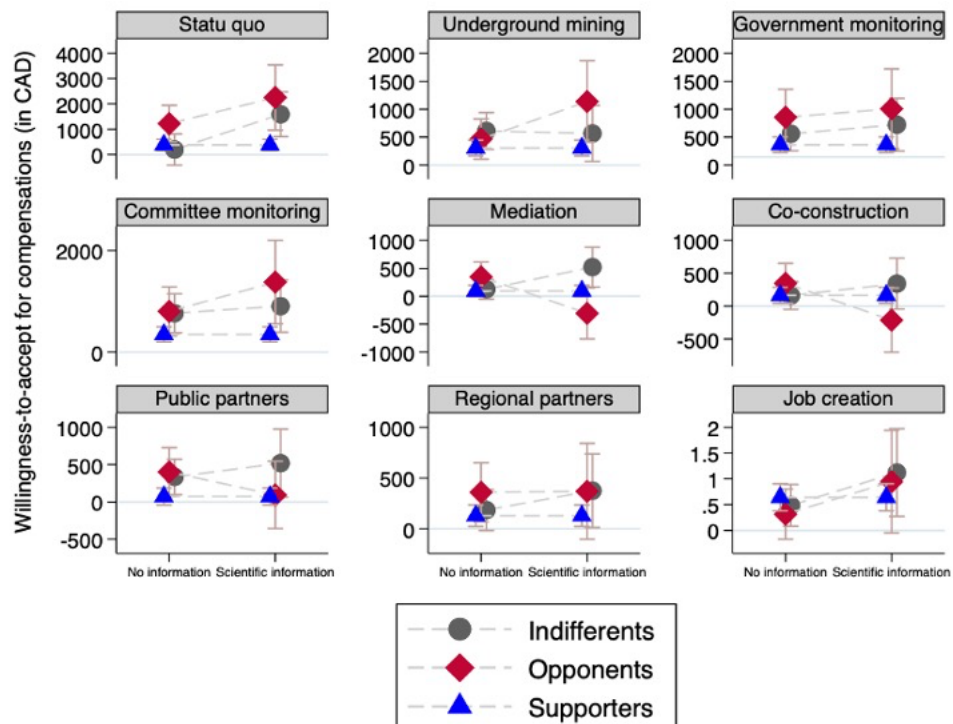 Willingness-to-accept for compensations (in CAD)
Statu quo
4000
3000
2000
1000
0
Underground mining
2000
1500
1000
500
0
Government monitoring
2000
1500
1000
500
0
Committee monitoring
2000
0
Mediation
1000
500
0
-500
-1000
Co-construction
1000
500
0
-500
Public partners
1000
500
0
-500
Regional partners
1000
500
0
Job creation
2
1.5
1
.5
0
No information Scientific information
No information Scientific information
No information Scientific information
Indifferents
Opponents
Supporters